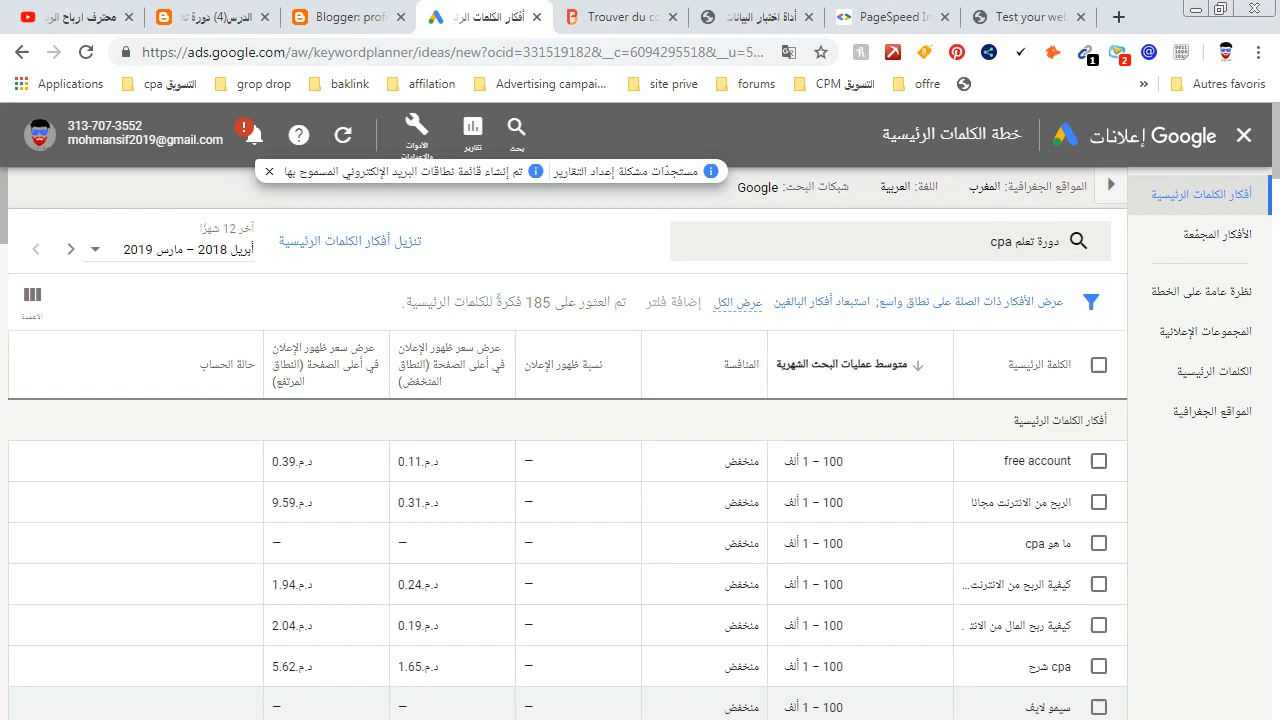 محترف ارباح الوي
الدرس(4) دورة تع
Blogger: prof
أفكار الكلمات الرئيس
Trouver du co
أداة اختبار البيانات
PageSpeed In
Test your web
https://ads.google.com/aw/keywordplanner/ideas/new?ocid=331519182&__c=6094295518&__u=5...
1
2
Applications
cpa التسويق
grop drop
baklink
affilation
Advertising campai...
site prive
forums
CPM التسويق
offre
»
Autres favoris
313-707-3552
mohmansif2019@gmail.com
الأدوات والإعدادات
تقارير
بحث
خطة الكلمات الرئيسية
إعلانات Google
مستجدّات مشكلة إعداد التقارير
تم إنشاء قائمة نطاقات البريد الإلكتروني المسموح بها
المواقع الجغرافية: المغرب
اللغة: العربية
شبكات البحث: Google
أفكار الكلمات الرئيسية
الأفكار المجمّعة
نظرة عامة على الخطة
المجموعات الإعلانية
الكلمات الرئيسية
المواقع الجغرافية
دورة تعلم cpa
تنزيل أفكار الكلمات الرئيسية
آخر 12 شهرًا
أبريل 2018 – مارس 2019
عرض الأفكار ذات الصلة على نطاق واسع; استبعاد أفكار البالغين
عرض الكل
إضافة فلتر
تم العثور على 185 فكرةً للكلمات الرئيسية.
الأعمدة
الكلمة الرئيسية
متوسط عمليات البحث الشهرية
المنافسة
نسبة ظهور الإعلان
عرض سعر ظهور الإعلان في أعلى الصفحة (النطاق المنخفض)
عرض سعر ظهور الإعلان في أعلى الصفحة (النطاق المرتفع)
حالة الحساب
أفكار الكلمات الرئيسية
free account 100 – 1 ألف منخفض – د.م.0.11 د.م.0.39
الربح من الانترنت مجانا 100 – 1 ألف منخفض – د.م.0.31 د.م.9.59
ما هو cpa 100 – 1 ألف منخفض – – –
كيفية الربح من الانترنت... 100 – 1 ألف منخفض – د.م.0.24 د.م.1.94
كيفية ربح المال من الانت... 100 – 1 ألف منخفض – د.م.0.19 د.م.2.04
cpa شرح 100 – 1 ألف منخفض – د.م.1.65 د.م.5.62
سيمو لايف 100 – 1 ألف منخفض – – –